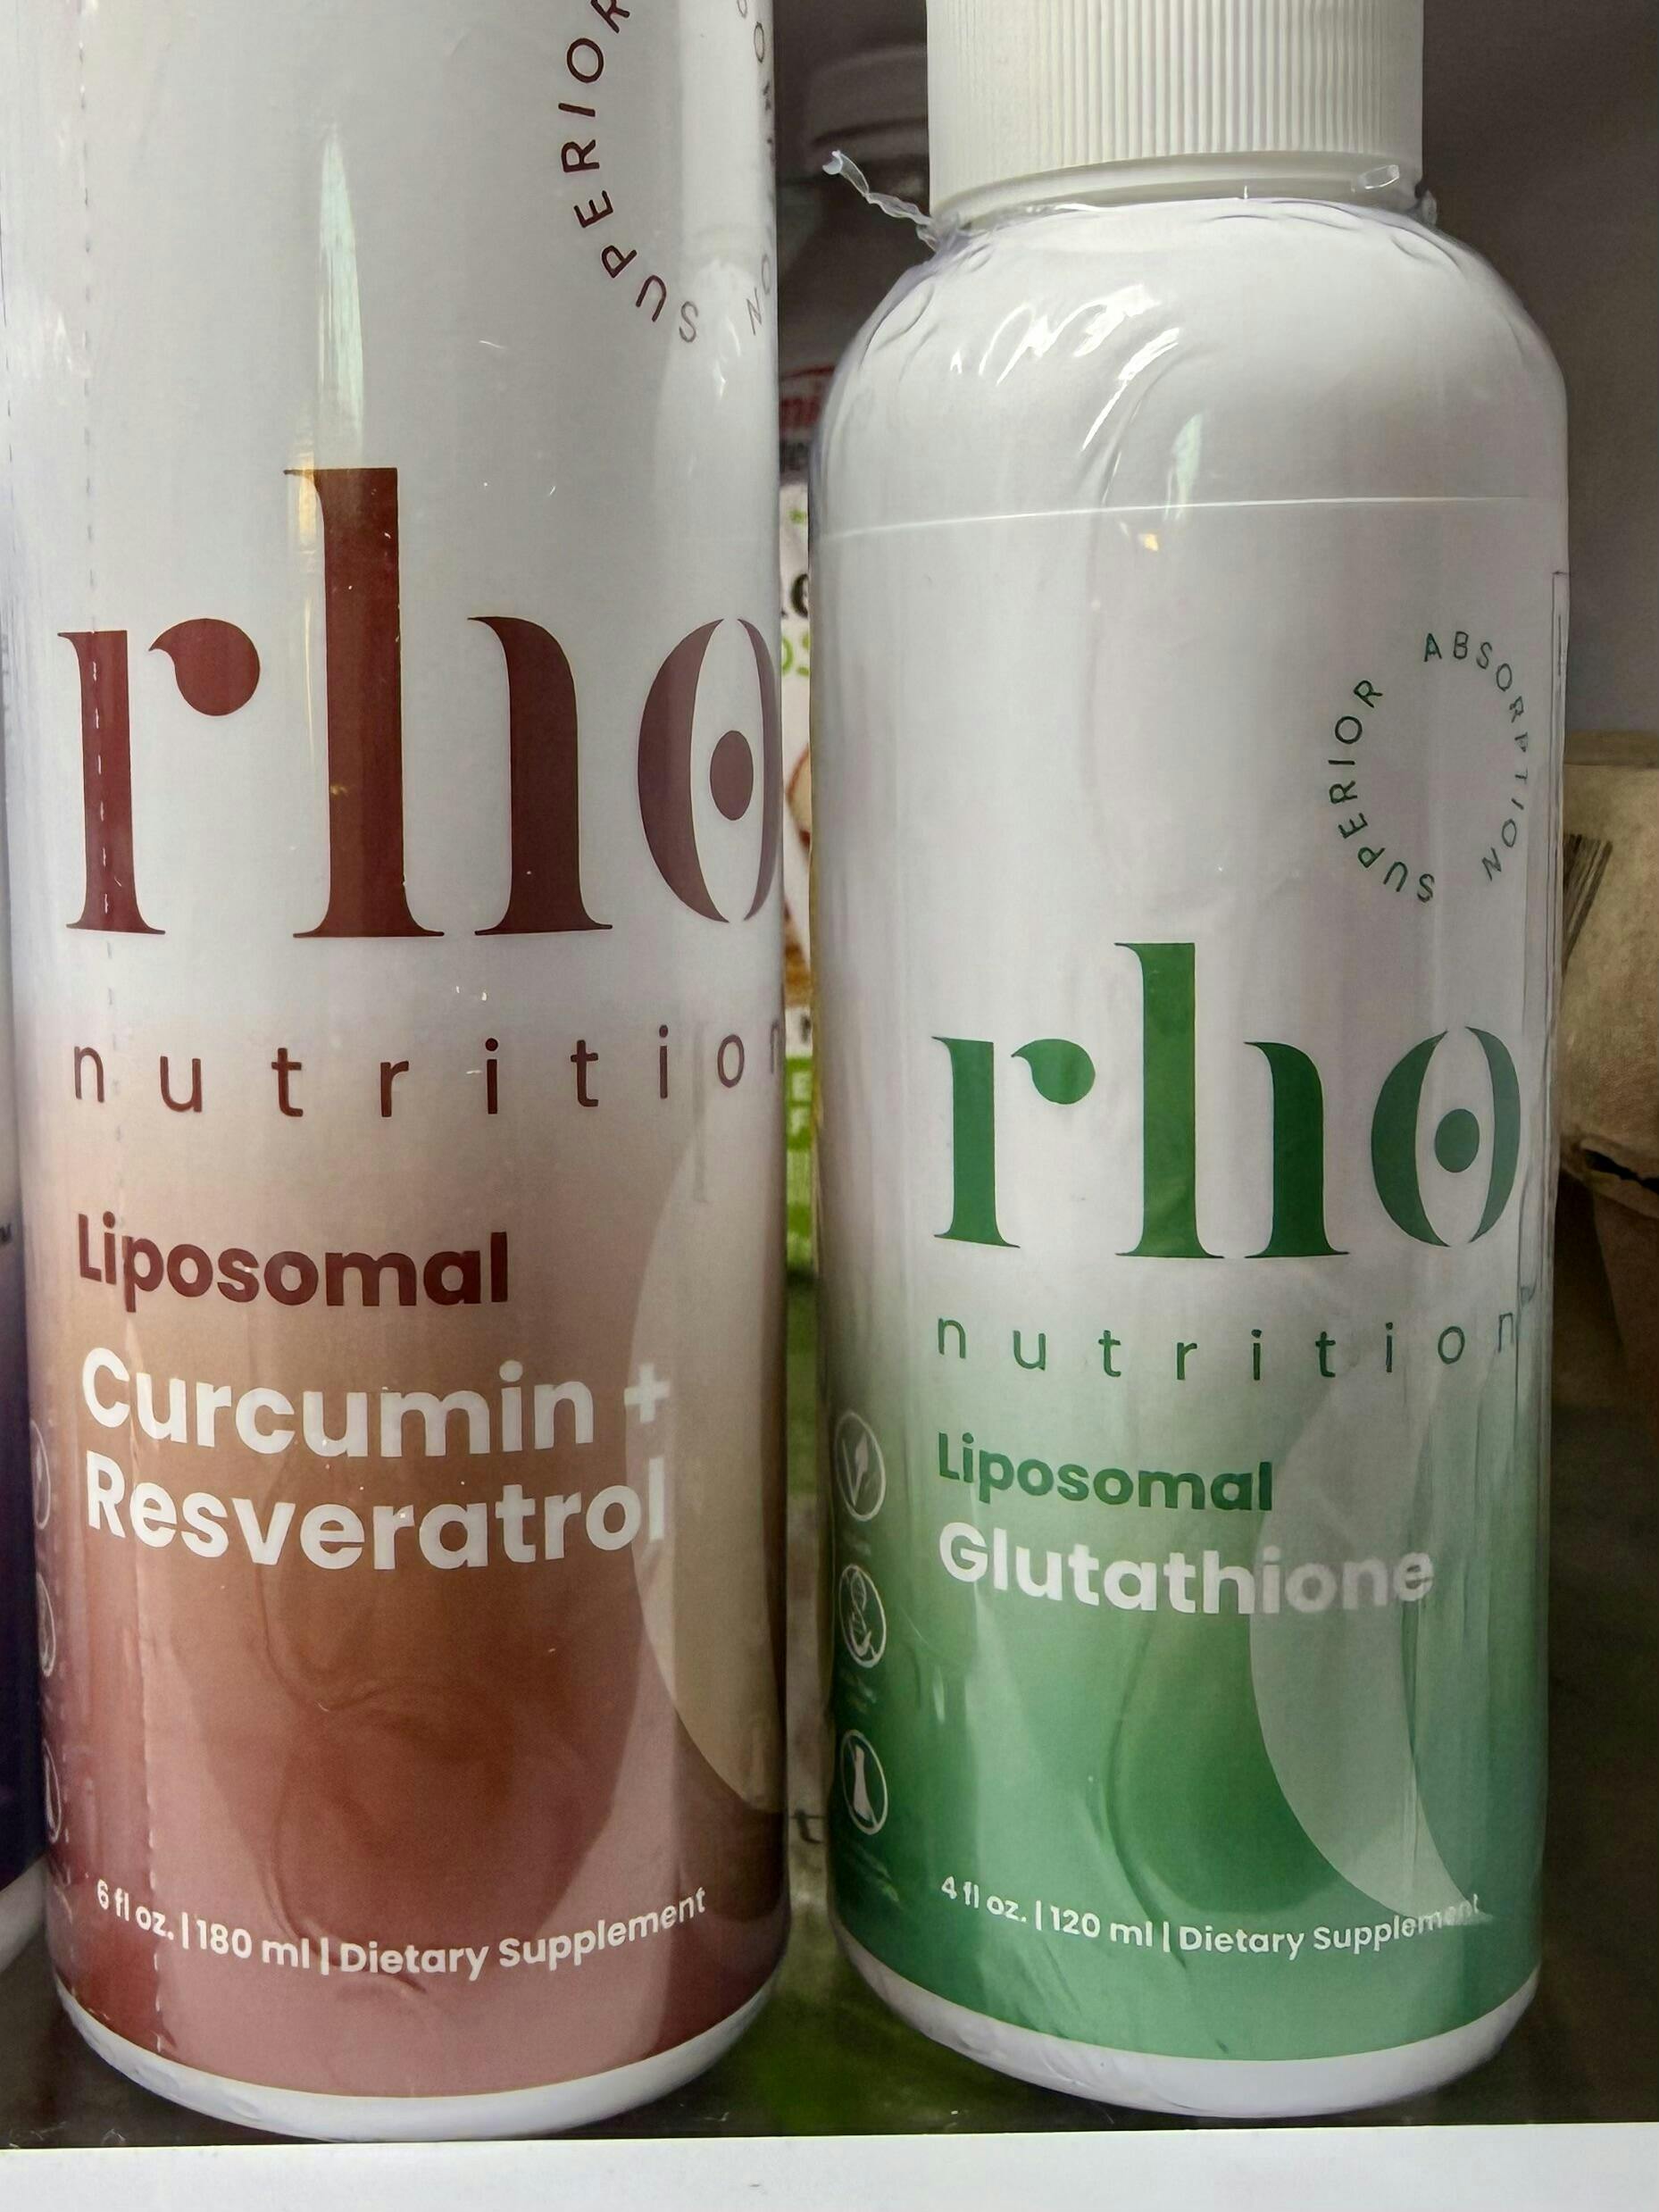 SUPERIOR
rho
nutrition
Liposomal
Curcumin +
Resveratrol
6 fl oz. | 180 ml | Dietary Supplement
SUPERIOR ABSORPTION
rho
nutrition
Liposomal
Glutathione
4 fl oz. | 120 ml | Dietary Supplement